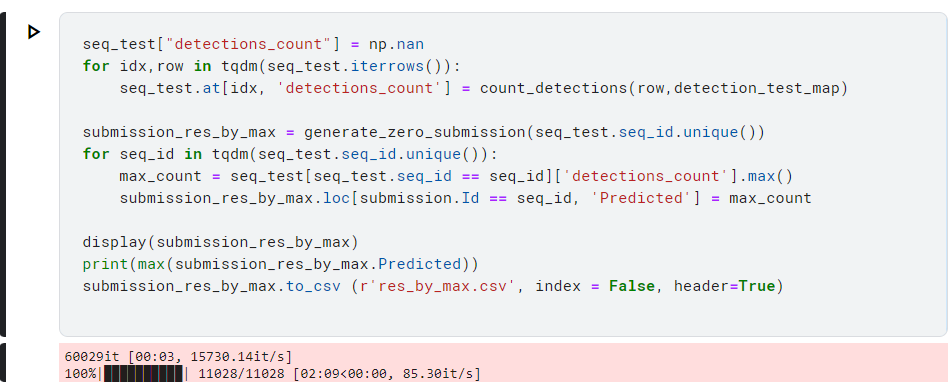 seq_test["detections_count"] = np.nan
for idx,row in tqdm(seq_test.iterrows()):
    seq_test.at[idx, 'detections_count'] = count_detections(row,detection_test_map)
submission_res_by_max = generate_zero_submission(seq_test.seq_id.unique())
for seq_id in tqdm(seq_test.seq_id.unique()):
    max_count = seq_test[seq_test.seq_id == seq_id]['detections_count'].max()
    submission_res_by_max.loc[submission.Id == seq_id, 'Predicted'] = max_count
display(submission_res_by_max)
print(max(submission_res_by_max.Predicted))
submission_res_by_max.to_csv (r'res_by_max.csv', index = False, header=True)
60029it [00:03, 15730.14it/s]
100%|██████████| 11028/11028 [02:09<00:00, 85.30it/s]